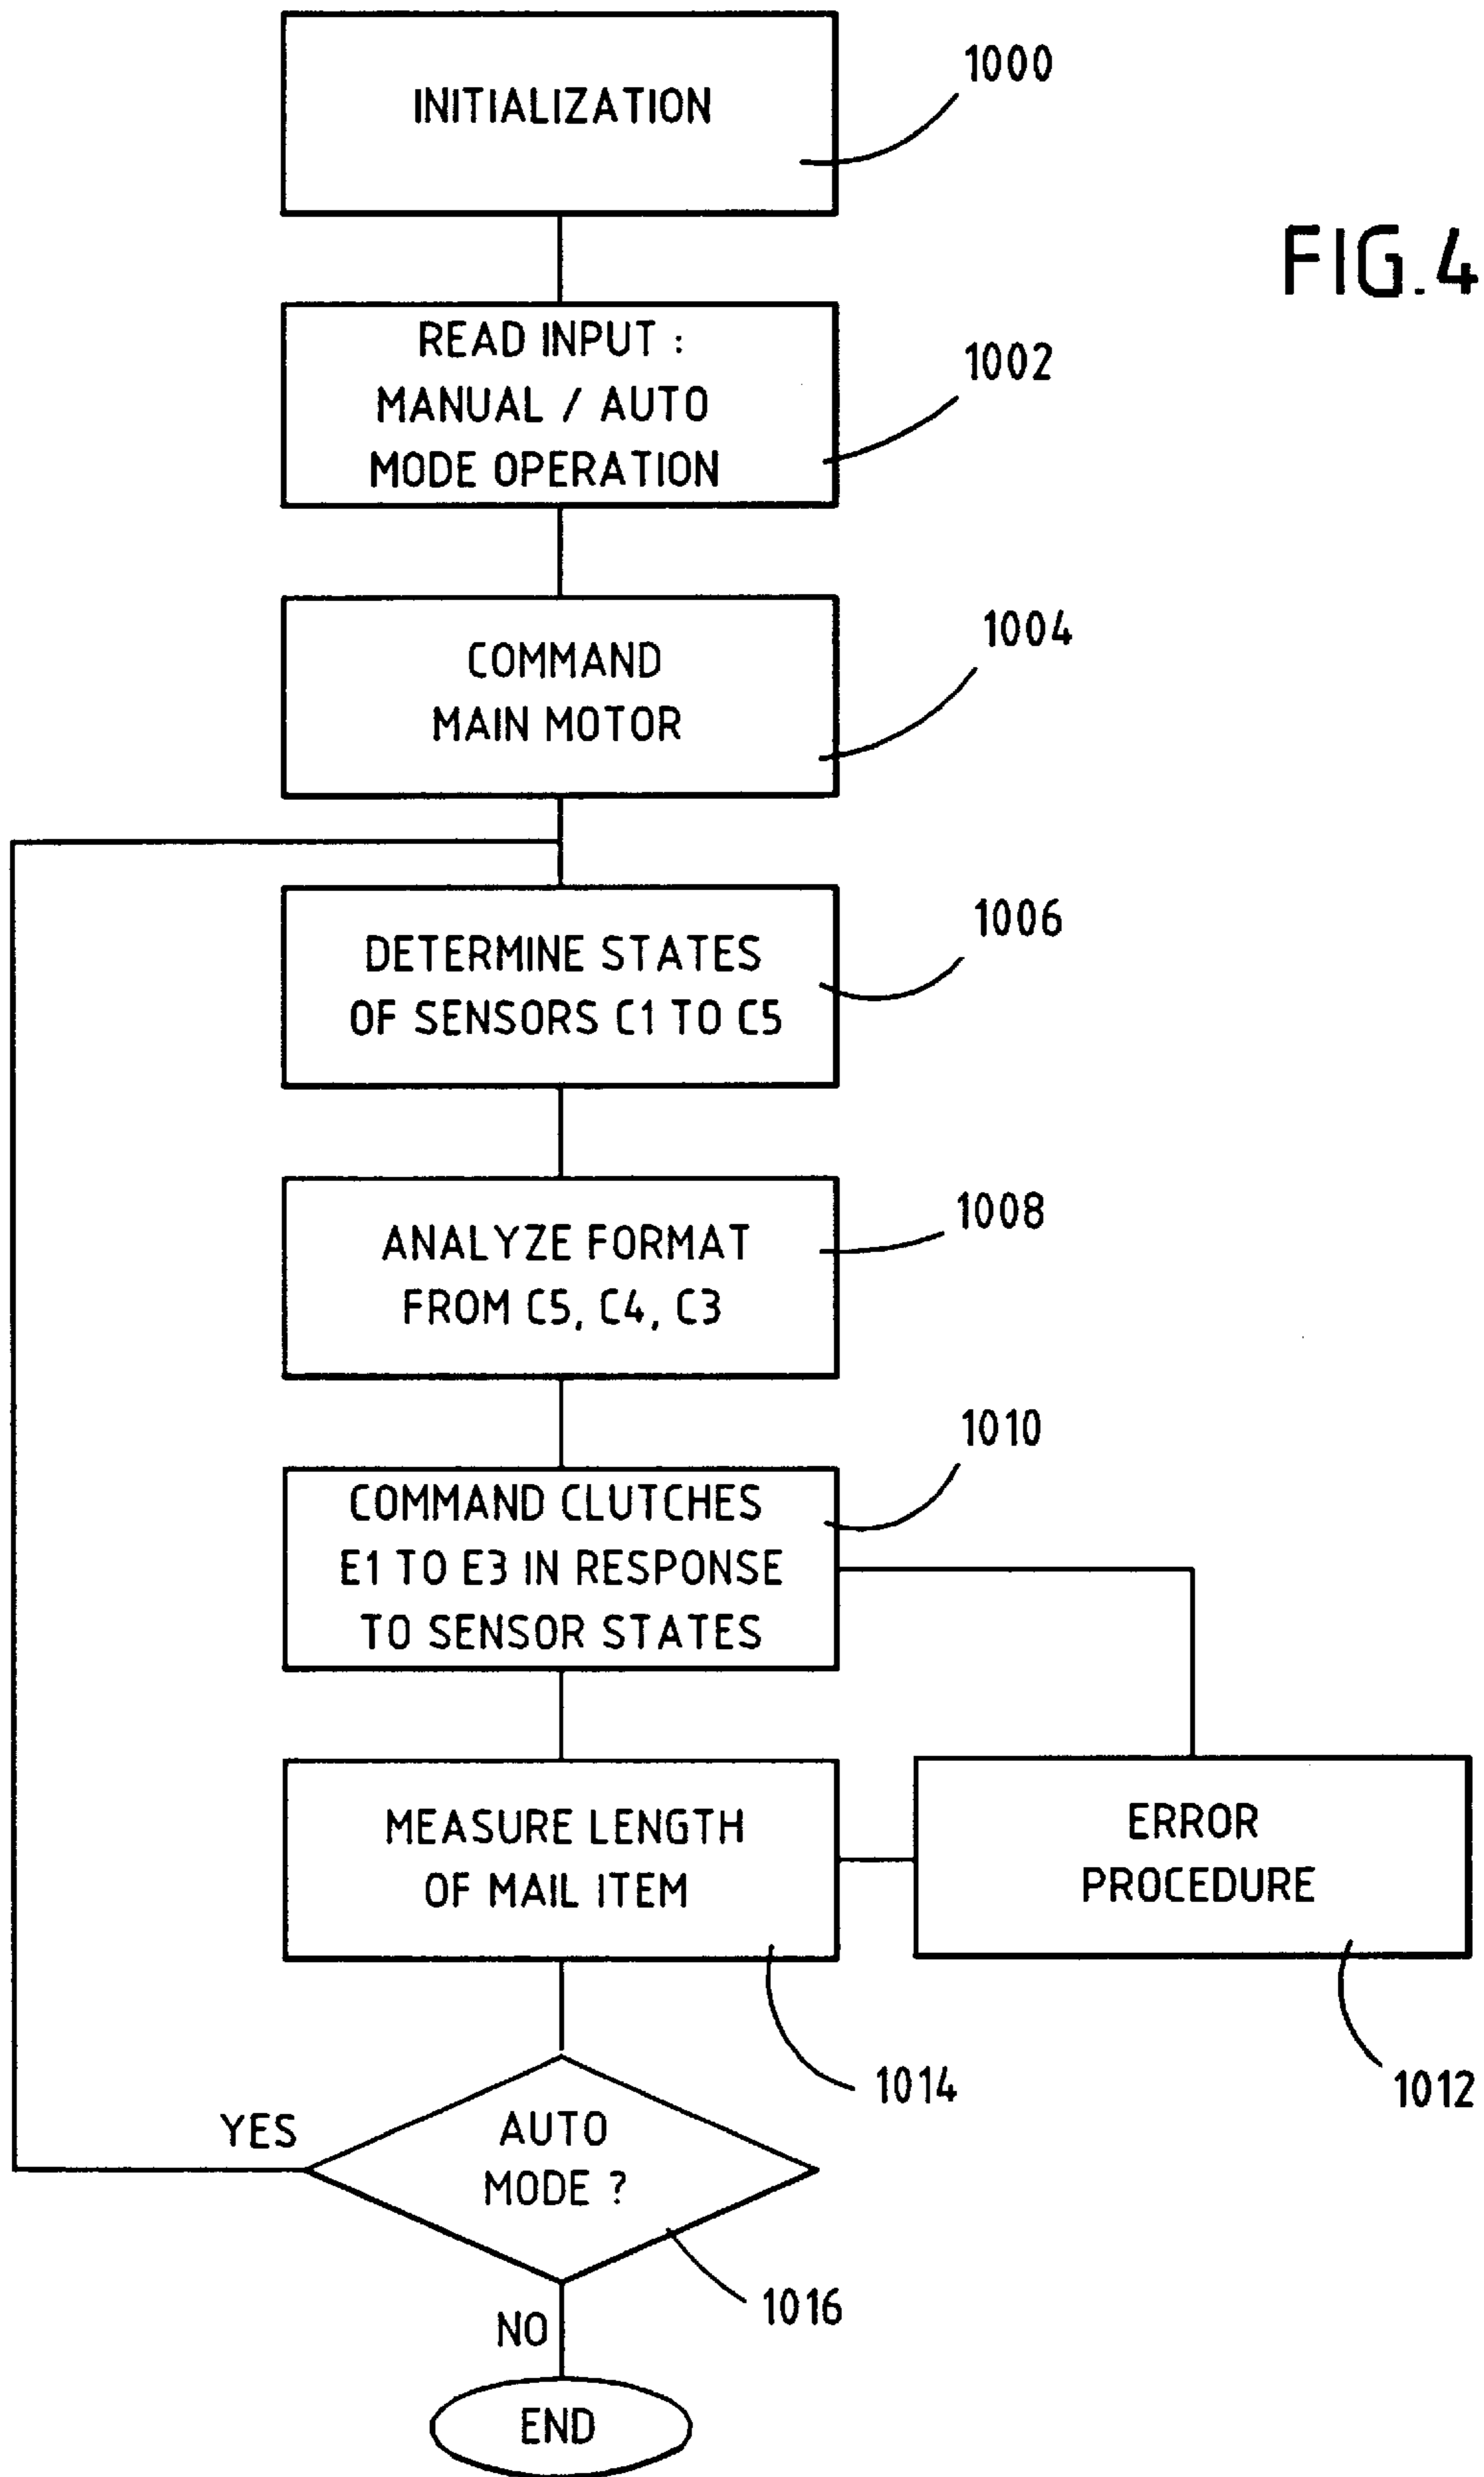 INITIALIZATION
1000
FIG.4
READ INPUT :
MANUAL / AUTO
MODE OPERATION
1002
COMMAND
MAIN MOTOR
1004
DETERMINE STATES
OF SENSORS C1 TO C5
1006
ANALYZE FORMAT
FROM C5, C4, C3
1008
COMMAND CLUTCHES
E1 TO E3 IN RESPONSE
TO SENSOR STATES
1010
MEASURE LENGTH
OF MAIL ITEM
1014
ERROR
PROCEDURE
1012
AUTO
MODE ?
1016
YES
NO
END